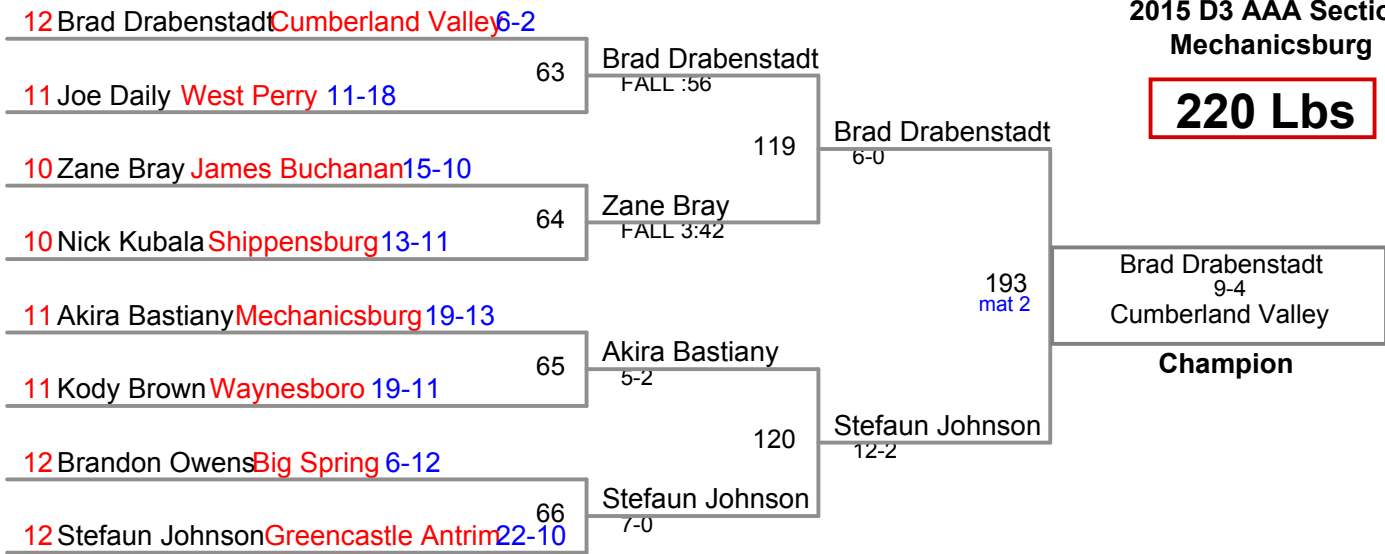 2015 D3 AAA Sectio
Mechanicsburg
220 Lbs
12 Brad Drabenstadt Cumberland Valley 6-2
63
Brad Drabenstadt
FALL :56
11 Joe Daily West Perry 11-18
119
Brad Drabenstadt
6-0
10 Zane Bray James Buchanan 15-10
64
Zane Bray
FALL 3:42
10 Nick Kubala Shippensburg 13-11
193
mat 2
Brad Drabenstadt
9-4
Cumberland Valley
Champion
11 Akira Bastiany Mechanicsburg 19-13
65
Akira Bastiany
5-2
11 Kody Brown Waynesboro 19-11
120
Stefaun Johnson
12-2
12 Brandon Owens Big Spring 6-12
66
Stefaun Johnson
7-0
12 Stefaun Johnson Greencastle Antrim 22-10